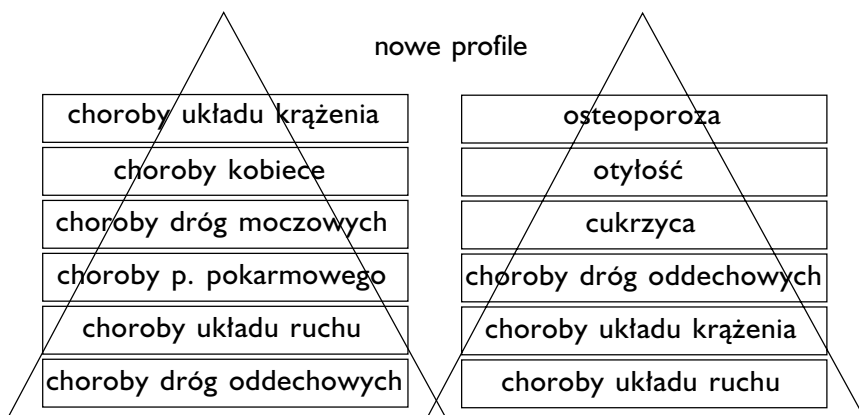 nowe profile
choroby układu krążenia
choroby kobiece
choroby dróg moczowych
choroby p. pokarmowego
choroby układu ruchu
choroby dróg oddechowych
osteoporoza
otyłość
cukrzyca
choroby dróg oddechowych
choroby układu krążenia
choroby układu ruchu